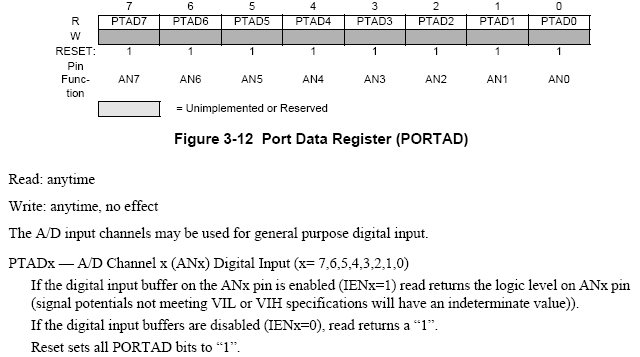 7 6 5 4 3 2 1 0
R PTAD7 PTAD6 PTAD5 PTAD4 PTAD3 PTAD2 PTAD1 PTAD0
W
RESET: 1 1 1 1 1 1 1 1
Pin
Func- AN7 AN6 AN5 AN4 AN3 AN2 AN1 AN0
tion
= Unimplemented or Reserved
Figure 3-12 Port Data Register (PORTAD)
Read: anytime
Write: anytime, no effect
The A/D input channels may be used for general purpose digital input.
PTADx — A/D Channel x (ANx) Digital Input (x= 7,6,5,4,3,2,1,0)
If the digital input buffer on the ANx pin is enabled (IENx=1) read returns the logic level on ANx pin
(signal potentials not meeting VIL or VIH specifications will have an indeterminate value)).
If the digital input buffers are disabled (IENx=0), read returns a “1”.
Reset sets all PORTAD bits to “1”.